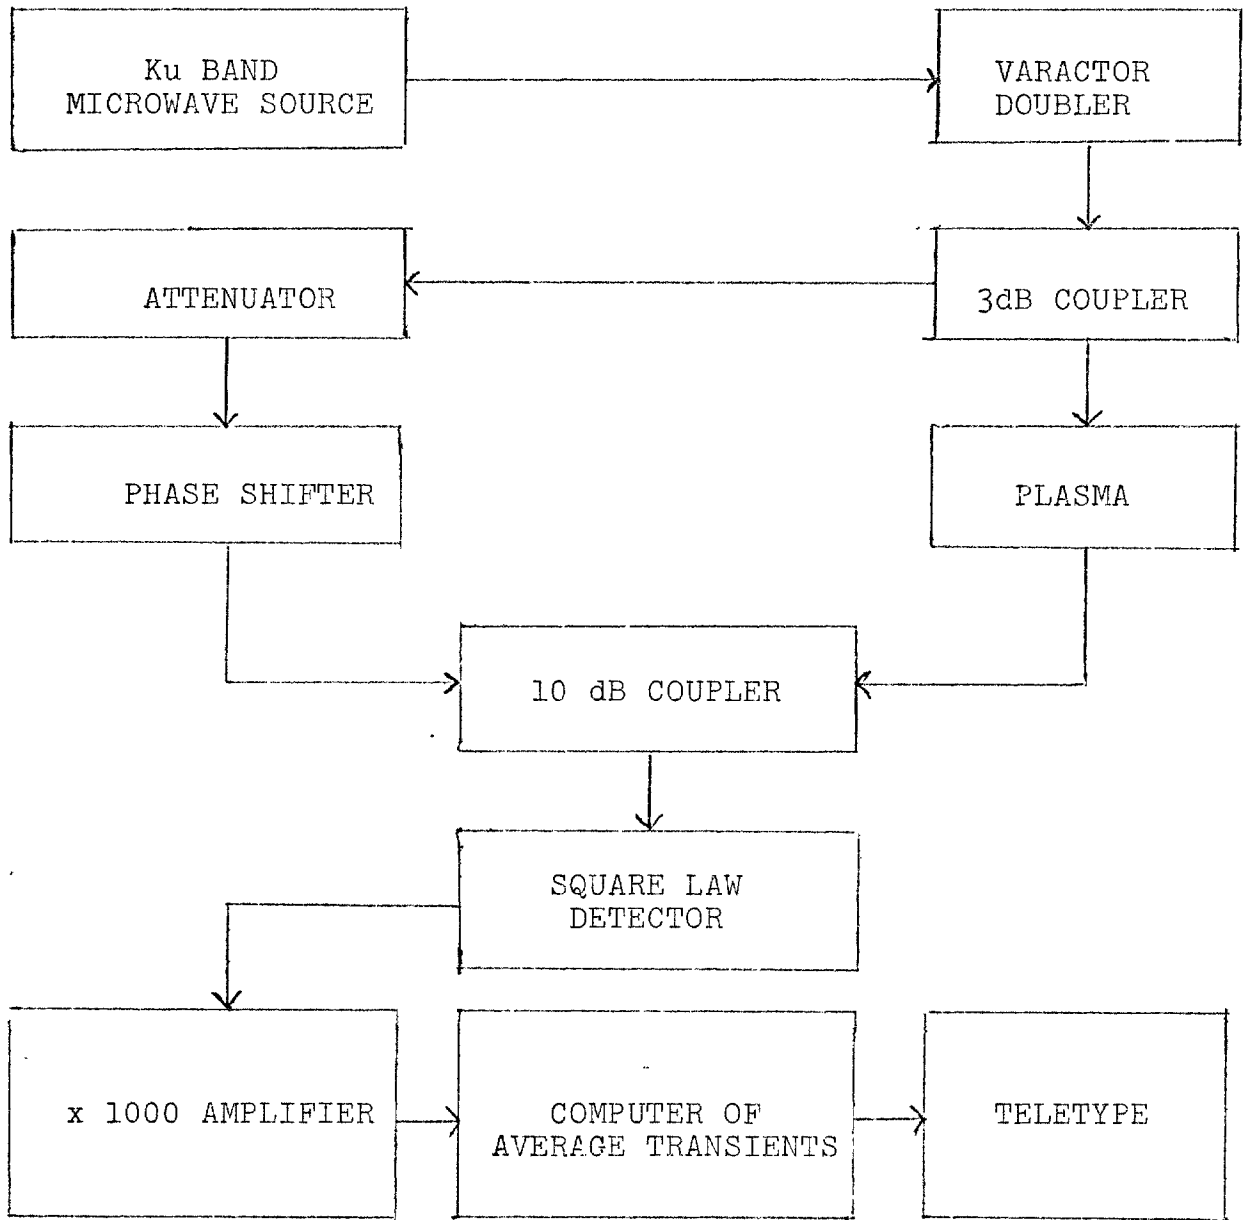 Ku BAND
MICROWAVE SOURCE
VARACTOR
DOUBLER
ATTENUATOR
3dB COUPLER
PHASE SHIFTER
PLASMA
10 dB COUPLER
SQUARE LAW
DETECTOR
x 1000 AMPLIFIER
COMPUTER OF
AVERAGE TRANSIENTS
TELETYPE